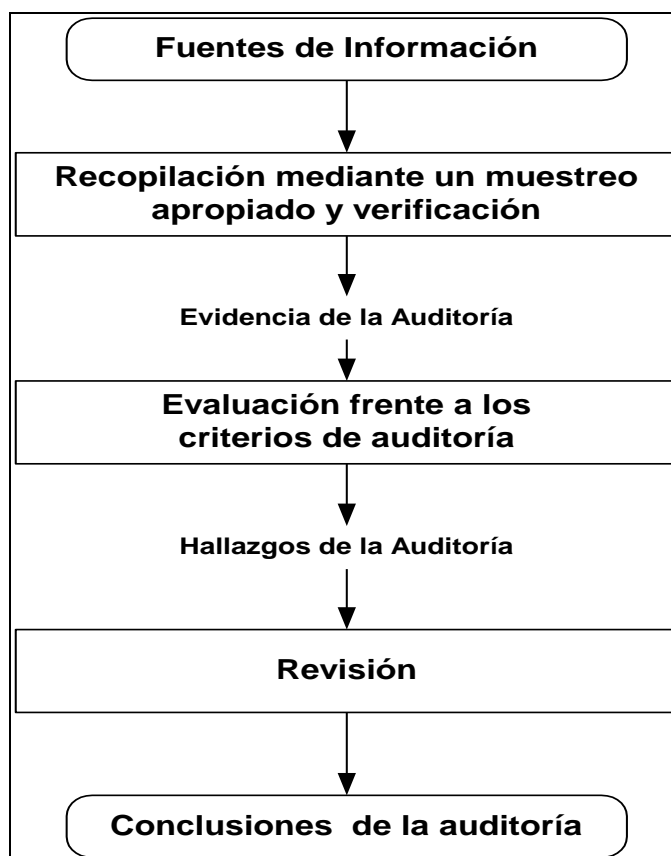 Fuentes de Información
Recopilación mediante un muestreo
apropiado y verificación
Evidencia de la Auditoría
Evaluación frente a los
criterios de auditoría
Hallazgos de la Auditoría
Revisión
Conclusiones de la auditoría